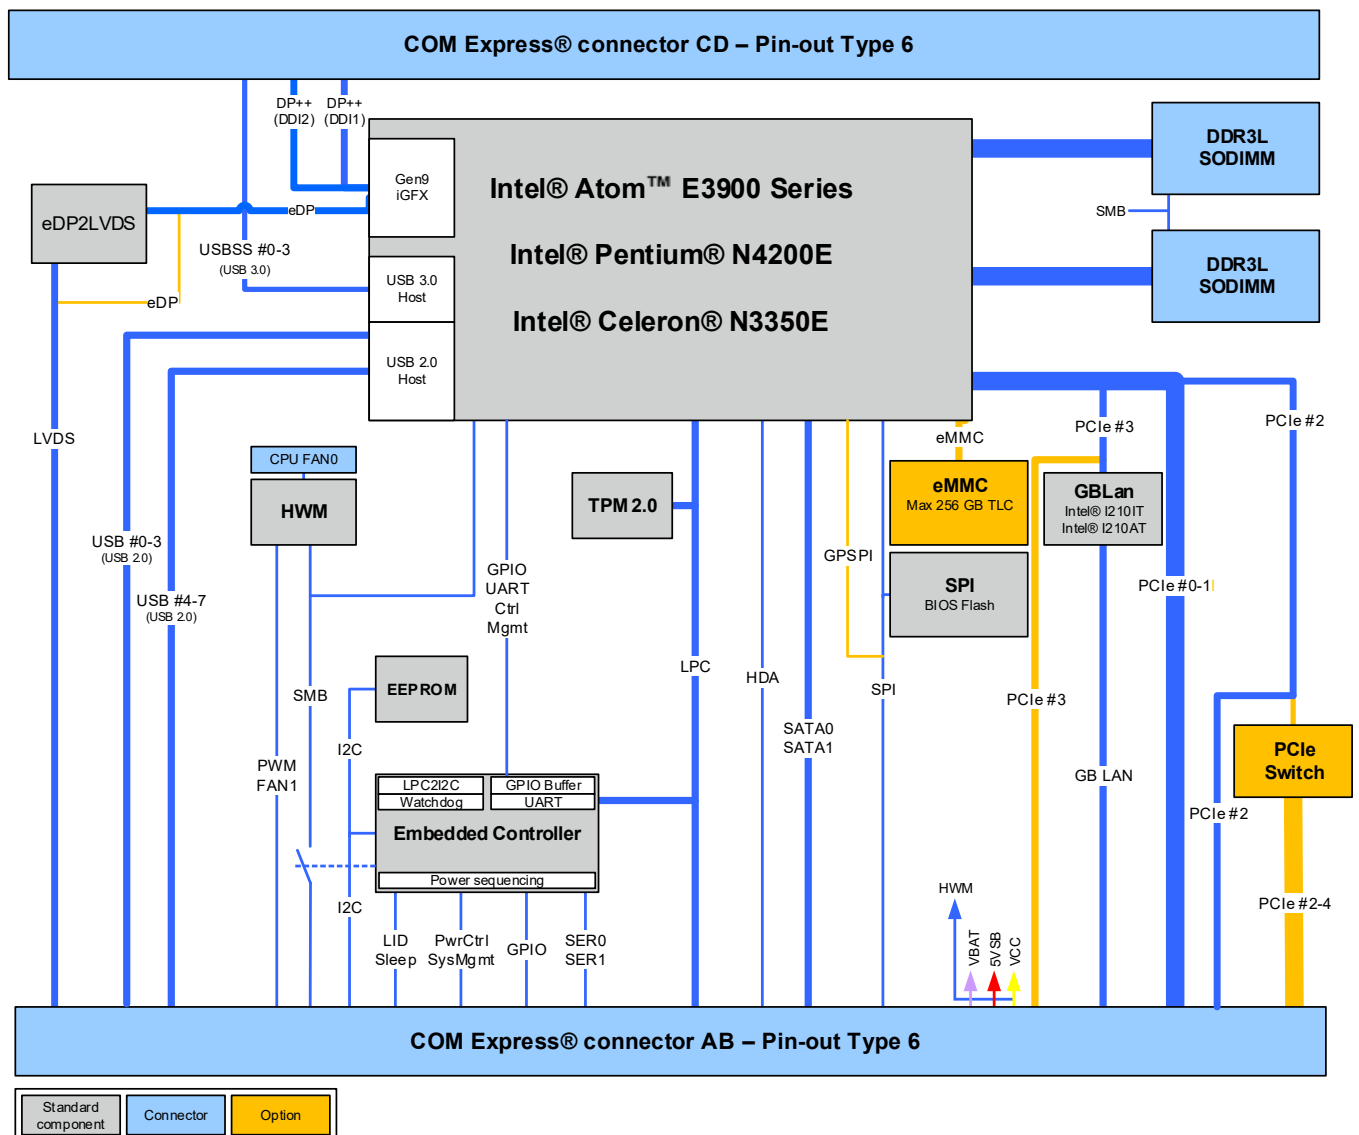 COM Express® connector CD – Pin-out Type 6
DP++
(DDI2)
DP++
(DDI1)
Gen9
iGFX
Intel® Atom™ E3900 Series
Intel® Pentium® N4200E
Intel® Celeron® N3350E
DDR3L
SODIMM
SMB
DDR3L
SODIMM
eDP2LVDS
eDP
USBSS #0-3
(USB 3.0)
eDP
USB 3.0
Host
USB 2.0
Host
LVDS
CPU FAN0
HWM
TPM 2.0
eMMC
eMMC
Max 256 GB TLC
PCIe #3
GBLan
Intel® I210IT
Intel® I210AT
PCIe #2
USB #0-3
(USB 2.0)
USB #4-7
(USB 2.0)
GPIO
UART
Ctrl
Mgmt
GPSPI
SPI
BIOS Flash
PCIe #0-1
SMB
EEPROM
LPC
HDA
SPI
PCIe #3
I2C
SATA0
SATA1
PWM
FAN1
GB LAN
PCIe
Switch
LPC2I2C
Watchdog
GPIO Buffer
UART
Embedded Controller
Power sequencing
PCIe #2
PCIe #2-4
I2C
LID
Sleep
PwrCtrl
SysMgmt
GPIO
SER0
SER1
HWM
VBAT
5VSB
VCC
COM Express® connector AB – Pin-out Type 6
Standard
component
Connector
Option